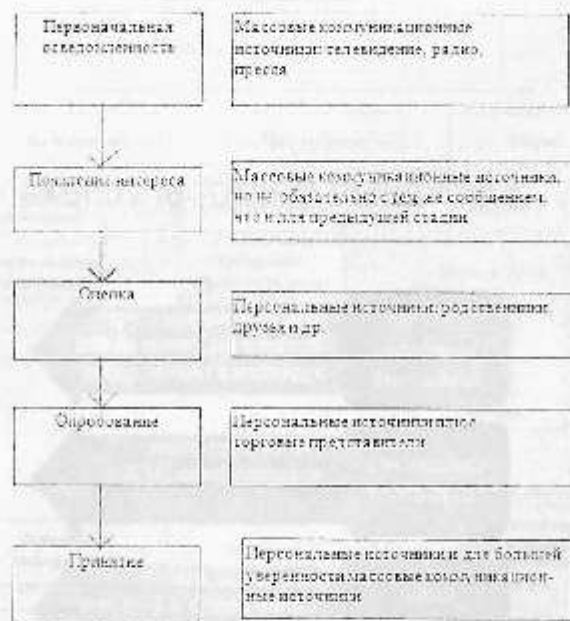 Первоначальная
осведомленность
Массовые коммуникационные
источники: телевидение, радио,
пресса
Появление интереса
Массовые коммуникационные источники,
но не обязательно с тем же сообщением,
что и для предыдущей стадии
Оценка
Персональные источники: родственники,
друзья и др.
Опробование
Персональные источники плюс
торговые представители
Принятие
Персональные источники и для большей
уверенности массовые коммуникацион-
ные источники